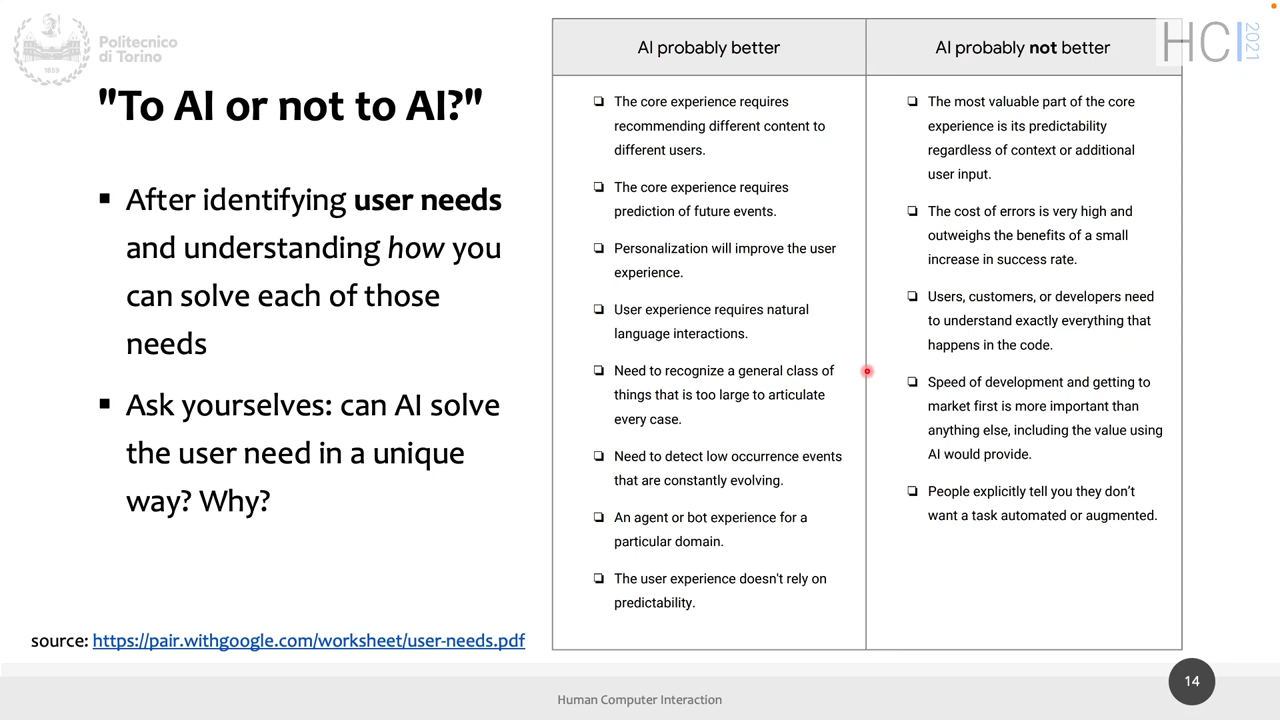 Politecnico
di Torino
1859
"To AI or not to AI?"
▪ After identifying user needs
and understanding how you
can solve each of those
needs
▪ Ask yourselves: can AI solve
the user need in a unique
way? Why?
source: https://pair.withgoogle.com/worksheet/user-needs.pdf
AI probably better
❏ The core experience requires
recommending different content to
different users.
❏ The core experience requires
prediction of future events.
❏ Personalization will improve the user
experience.
❏ User experience requires natural
language interactions.
❏ Need to recognize a general class of
things that is too large to articulate
every case.
❏ Need to detect low occurrence events
that are constantly evolving.
❏ An agent or bot experience for a
particular domain.
❏ The user experience doesn't rely on
predictability.
AI probably not better
❏ The most valuable part of the core
experience is its predictability
regardless of context or additional
user input.
❏ The cost of errors is very high and
outweighs the benefits of a small
increase in success rate.
❏ Users, customers, or developers need
to understand exactly everything that
happens in the code.
❏ Speed of development and getting to
market first is more important than
anything else, including the value using
AI would provide.
❏ People explicitly tell you they don't
want a task automated or augmented.
HCI 2021
Human Computer Interaction
14